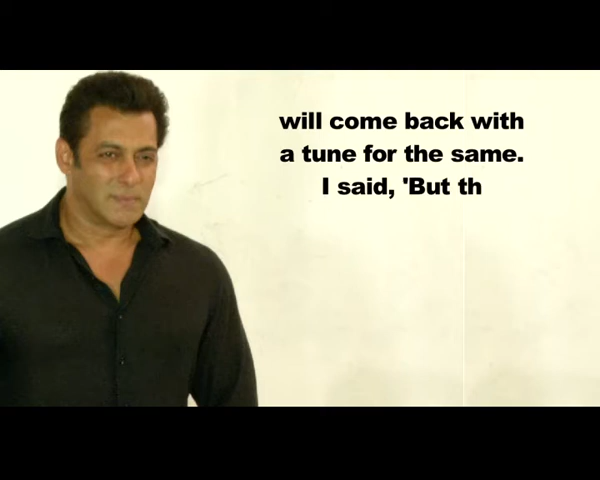 will come back with
a tune for the same.
I said, 'But th